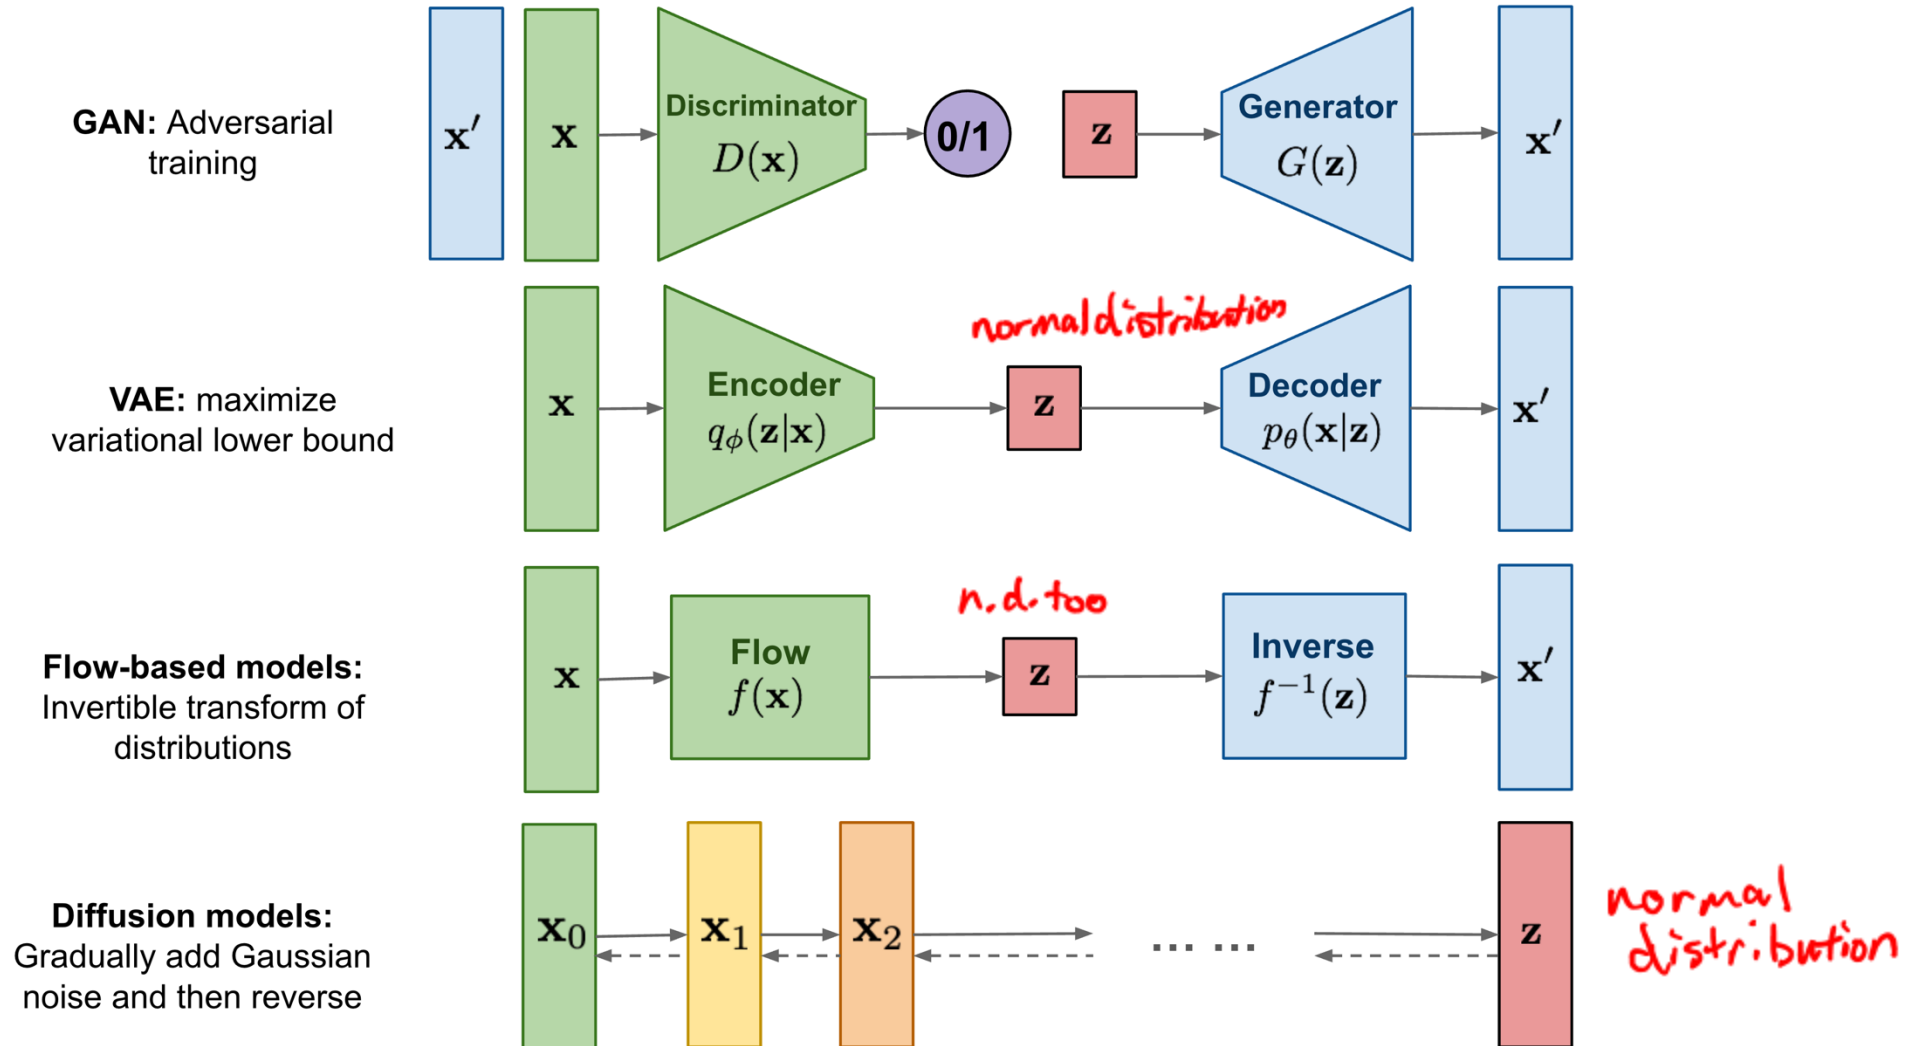 GAN: Adversarial
training
x′
x
Discriminator
D(x)
0/1
z
Generator
G(z)
x′
normal distribution
VAE: maximize
variational lower bound
x
Encoder
qϕ(z|x)
z
Decoder
pθ(x|z)
x′
n.d. too
Flow-based models:
Invertible transform of
distributions
x
Flow
f(x)
z
Inverse
f⁻¹(z)
x′
Diffusion models:
Gradually add Gaussian
noise and then reverse
x₀
x₁
x₂
... ...
z
normal
distribution